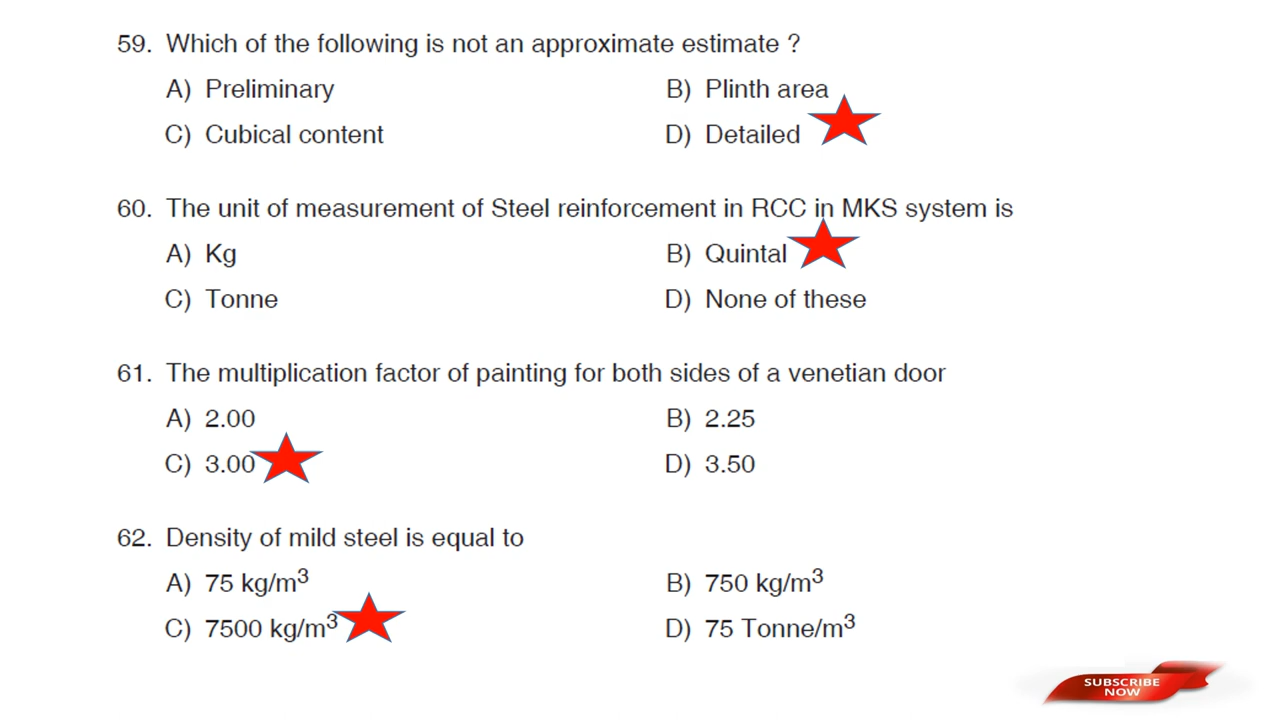 59. Which of the following is not an approximate estimate ?
A) Preliminary B) Plinth area
C) Cubical content D) Detailed
60. The unit of measurement of Steel reinforcement in RCC in MKS system is
A) Kg B) Quintal
C) Tonne D) None of these
61. The multiplication factor of painting for both sides of a venetian door
A) 2.00 B) 2.25
C) 3.00 D) 3.50
62. Density of mild steel is equal to
A) 75 kg/m³ B) 750 kg/m³
C) 7500 kg/m³ D) 75 Tonne/m³
SUBSCRIBE
NOW